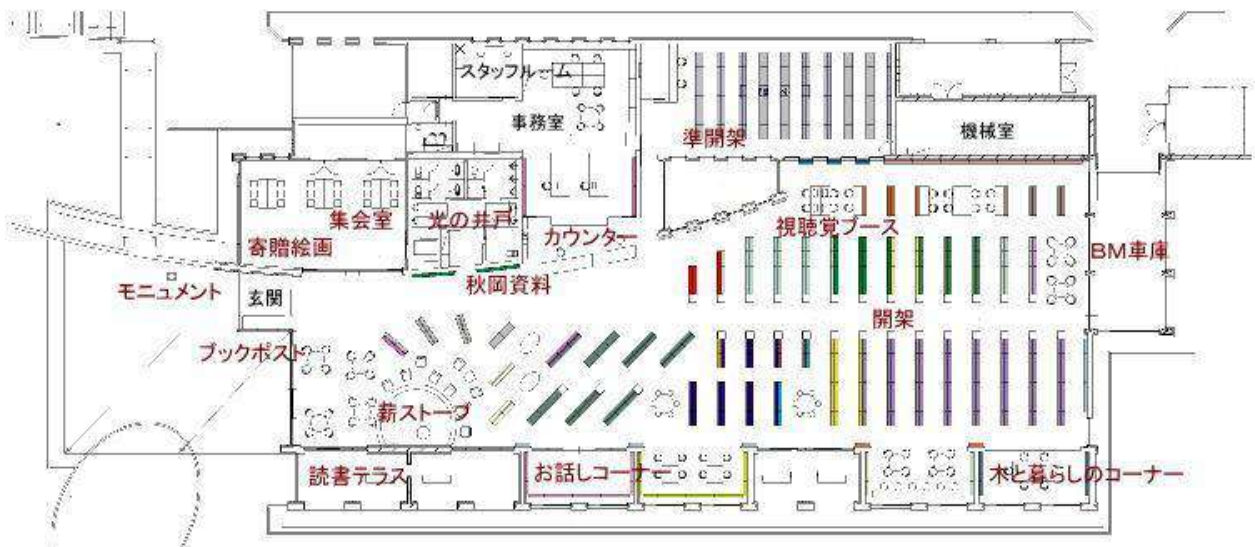 スタッフルーム
事務室
準開架
機械室
集会室
光の井戸
カウンター
視聴覚ブース
寄贈絵画
BM車庫
秋岡資料
モニュメント
玄関
開架
ブックポスト
薪ストーブ
読書テラス
お話しコーナー
木と暮らしのコーナー